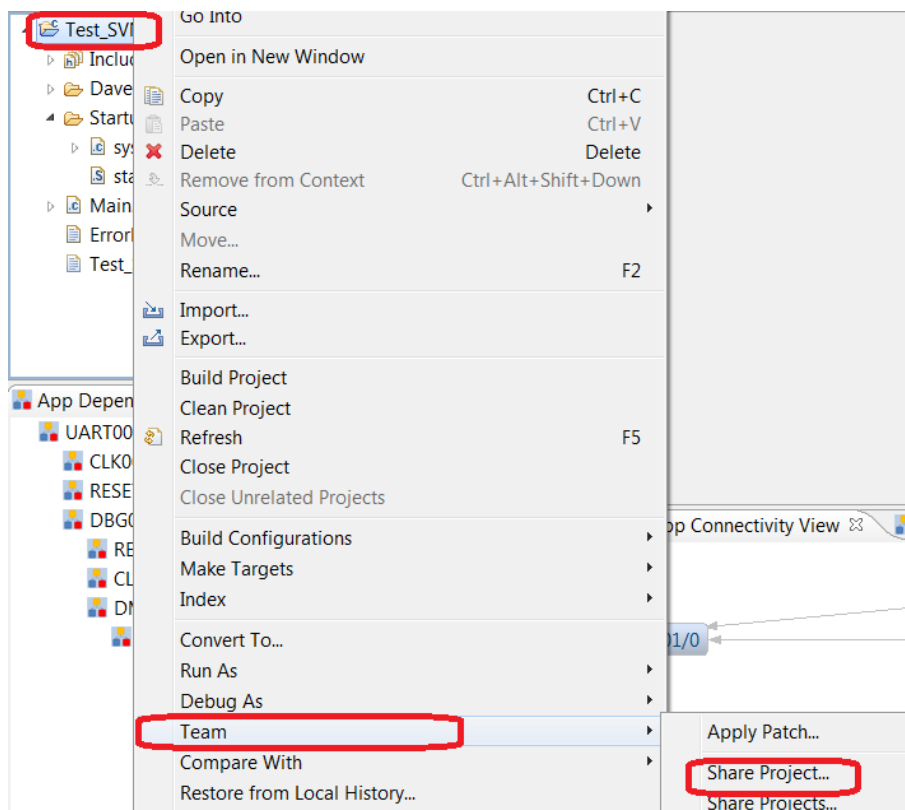 Go Into
Test_SVN
Includ
Open in New Window
Dave
Copy Ctrl+C
Startu
Paste Ctrl+V
sys
Delete Delete
sta
Remove from Context Ctrl+Alt+Shift+Down
Main
Source
Error
Move...
Test_
Rename... F2
Import...
Export...
Build Project
App Depen
Clean Project
UART00
Refresh F5
CLK0
Close Project
RESE
Close Unrelated Projects
DBG0
pp Connectivity View
Build Configurations
RE
Make Targets
CL
Index
DM
Convert To...
01/0
Run As
Debug As
Team
Apply Patch...
Compare With
Share Project...
Restore from Local History...
Share Projects...